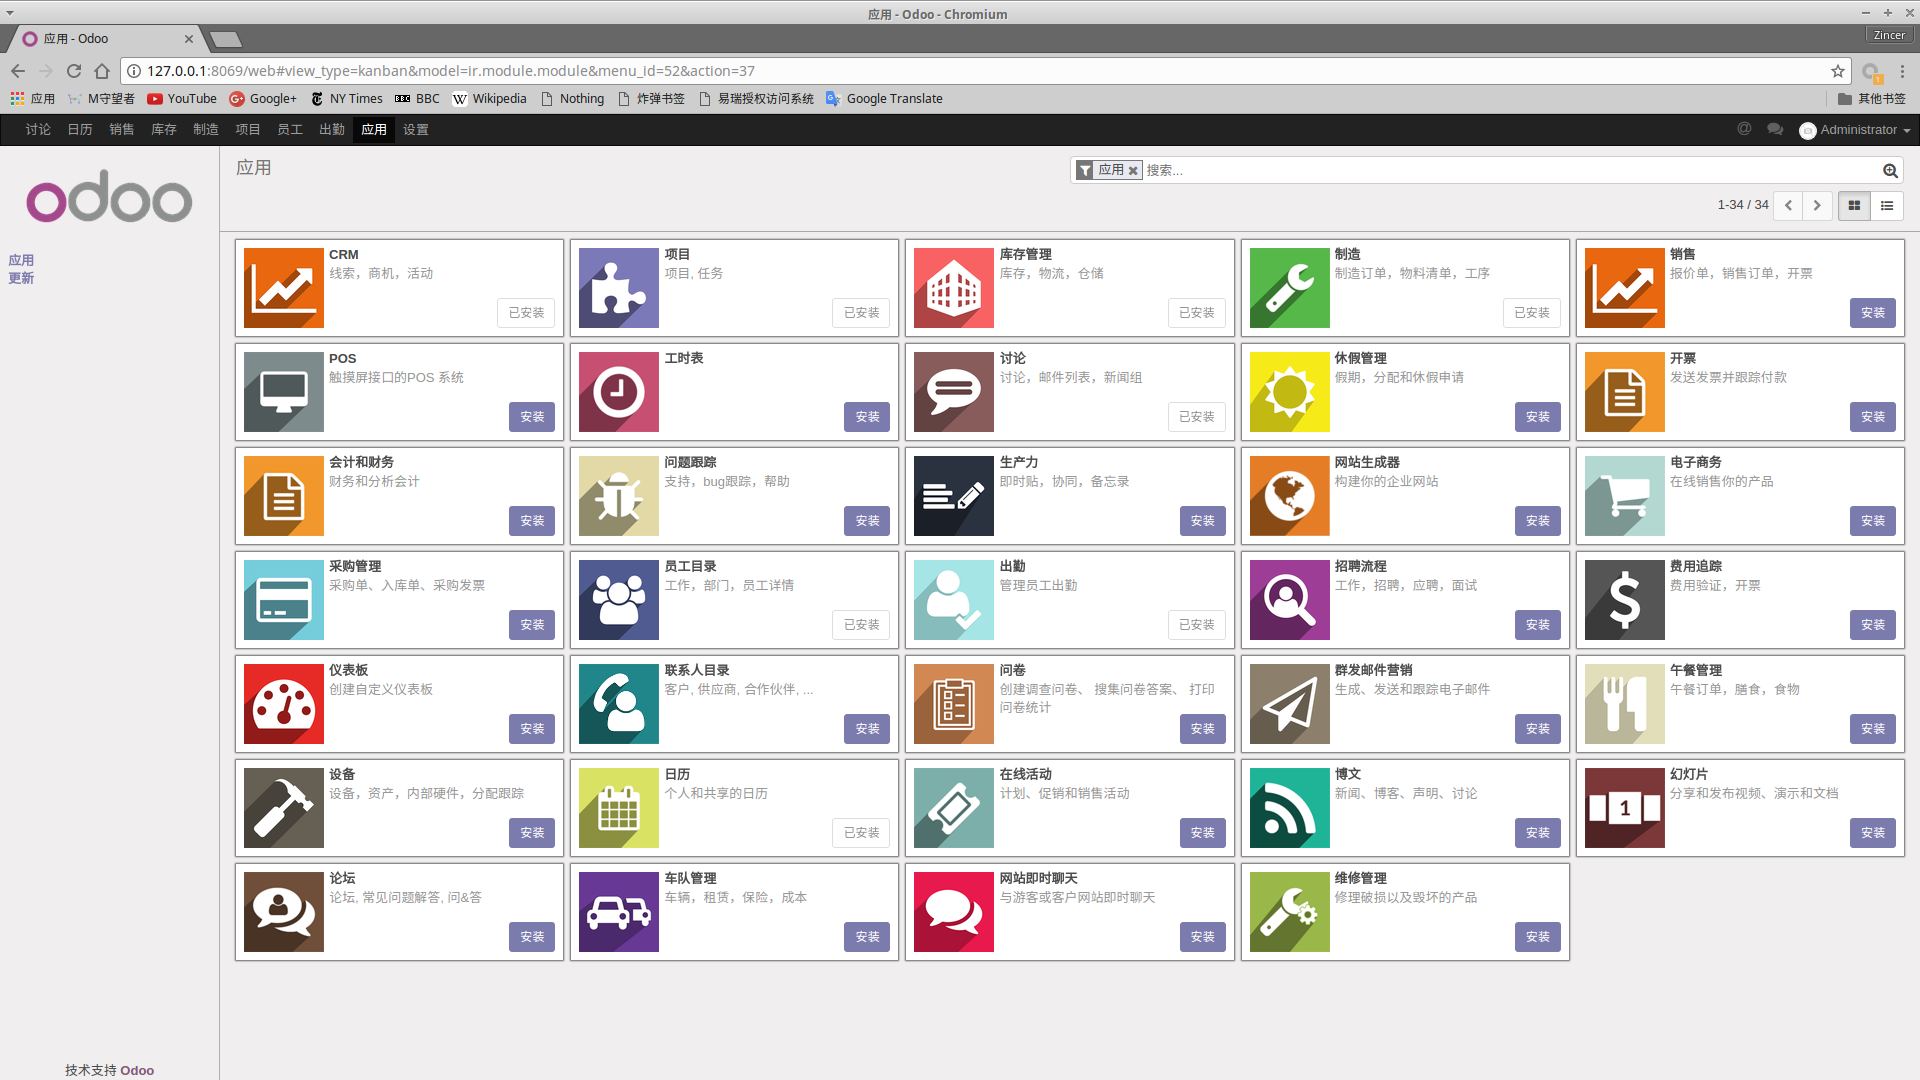 应用 - Odoo - Chromium
应用 - Odoo
Zincer
127.0.0.1:8069/web#view_type=kanban&model=ir.module.module&menu_id=52&action=37
应用 M守望者 YouTube Google+ NY Times BBC Wikipedia Nothing 炸弹书签 易瑞授权访问系统 Google Translate 其他书签
讨论 日历 销售 库存 制造 项目 员工 出勤 应用 设置 @ Administrator
odoo
应用
更新
应用
应用 搜索...
1-34 / 34
CRM
线索，商机，活动
已安装
项目
项目, 任务
已安装
库存管理
库存，物流，仓储
已安装
制造
制造订单，物料清单，工序
已安装
销售
报价单，销售订单，开票
安装
POS
触摸屏接口的POS 系统
安装
工时表
安装
讨论
讨论，邮件列表，新闻组
已安装
休假管理
假期，分配和休假申请
安装
开票
发送发票并跟踪付款
安装
会计和财务
财务和分析会计
安装
问题跟踪
支持，bug跟踪，帮助
安装
生产力
即时贴，协同，备忘录
安装
网站生成器
构建你的企业网站
安装
电子商务
在线销售你的产品
安装
采购管理
采购单、入库单、采购发票
安装
员工目录
工作，部门，员工详情
已安装
出勤
管理员工出勤
已安装
招聘流程
工作，招聘，应聘，面试
安装
费用追踪
费用验证，开票
安装
仪表板
创建自定义仪表板
安装
联系人目录
客户, 供应商, 合作伙伴, ...
安装
问卷
创建调查问卷、 搜集问卷答案、 打印
问卷统计
安装
群发邮件营销
生成、发送和跟踪电子邮件
安装
午餐管理
午餐订单，膳食，食物
安装
设备
设备，资产，内部硬件，分配跟踪
安装
日历
个人和共享的日历
已安装
在线活动
计划、促销和销售活动
安装
博文
新闻、博客、声明、讨论
安装
1
幻灯片
分享和发布视频、演示和文档
安装
论坛
论坛, 常见问题解答, 问&答
安装
车队管理
车辆，租赁，保险，成本
安装
网站即时聊天
与游客或客户网站即时聊天
安装
维修管理
修理破损以及毁坏的产品
安装
技术支持 Odoo